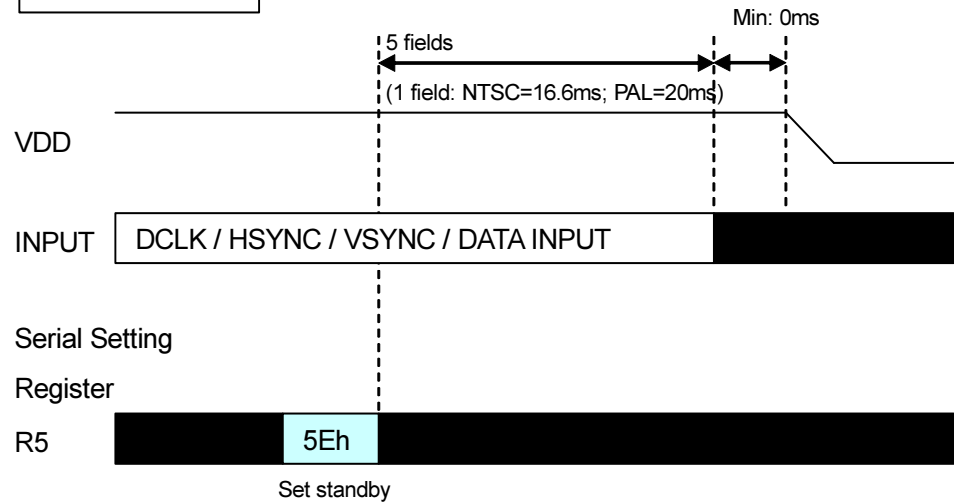 Min: 0ms
5 fields
(1 field: NTSC=16.6ms; PAL=20ms)
VDD
INPUT
DCLK / HSYNC / VSYNC / DATA INPUT
Serial Setting
Register
R5
5Eh
Set standby